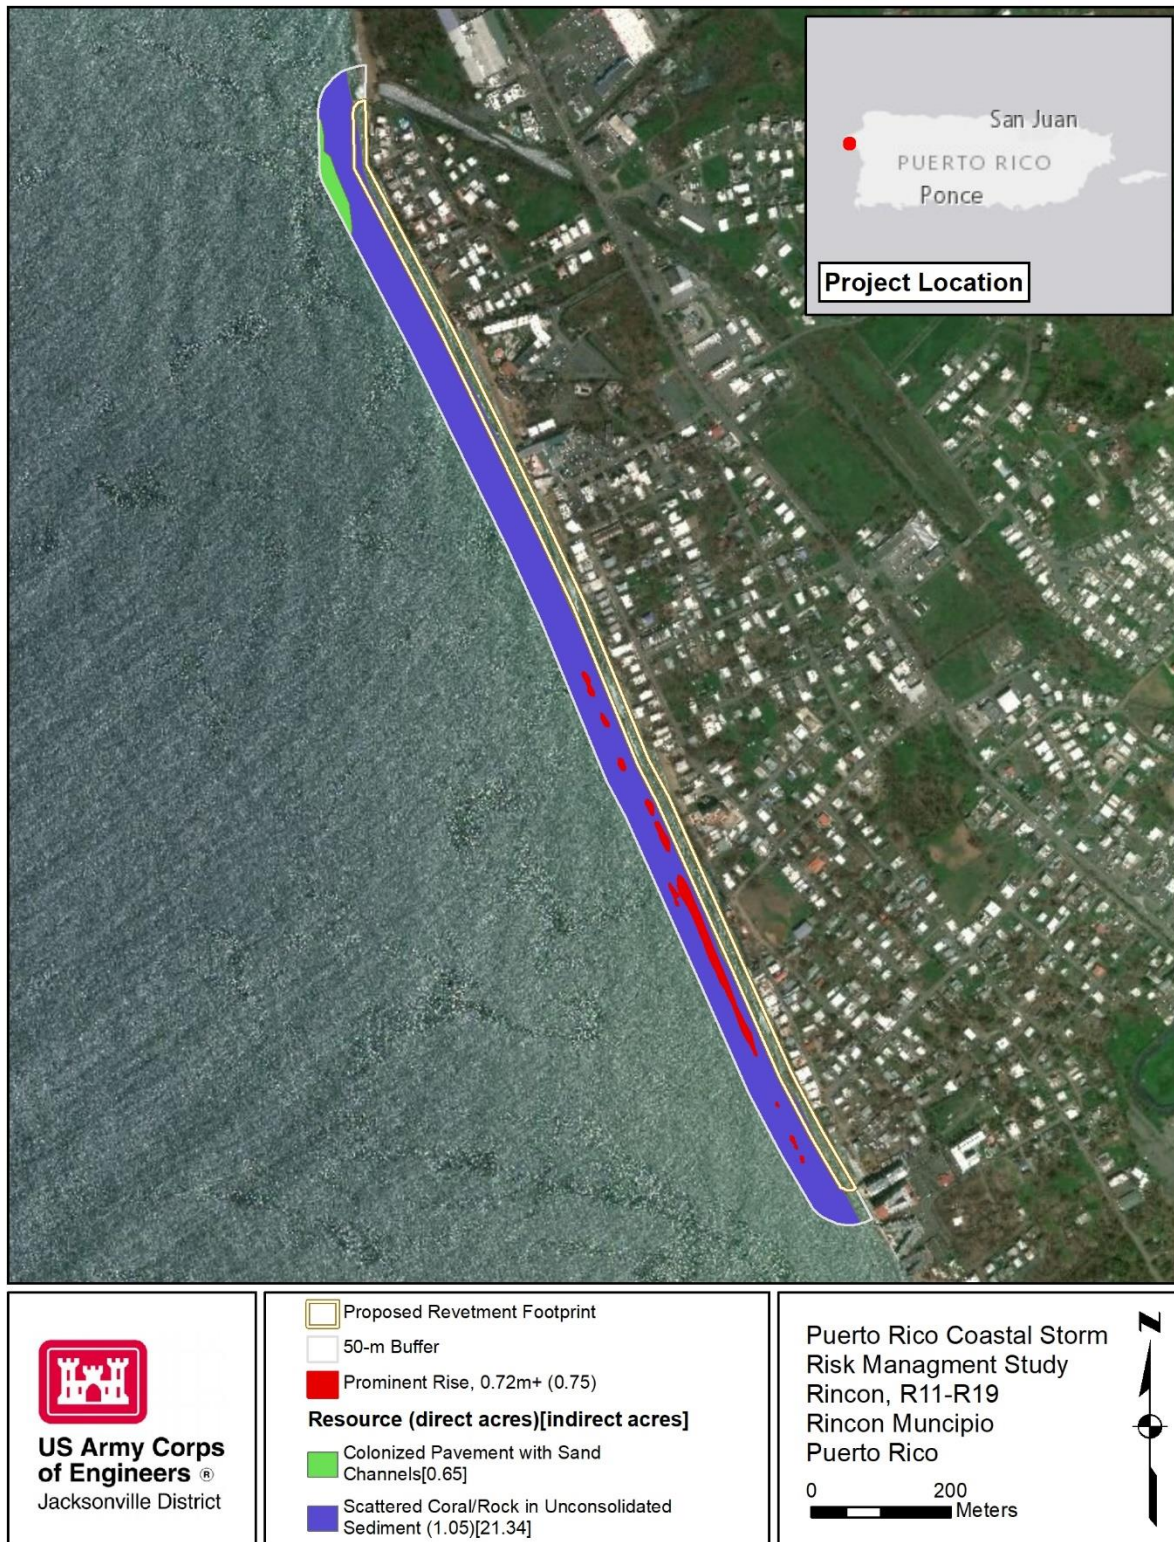 San Juan
PUERTO RICO
Ponce
Project Location
US Army Corps
of Engineers ®
Jacksonville District
Proposed Revetment Footprint
50-m Buffer
Prominent Rise, 0.72m+ (0.75)
Resource (direct acres)[indirect acres]
Colonized Pavement with Sand
Channels[0.65]
Scattered Coral/Rock in Unconsolidated
Sediment (1.05)[21.34]
Puerto Rico Coastal Storm
Risk Managment Study
Rincon, R11-R19
Rincon Muncipio
Puerto Rico
0 200
Meters
N